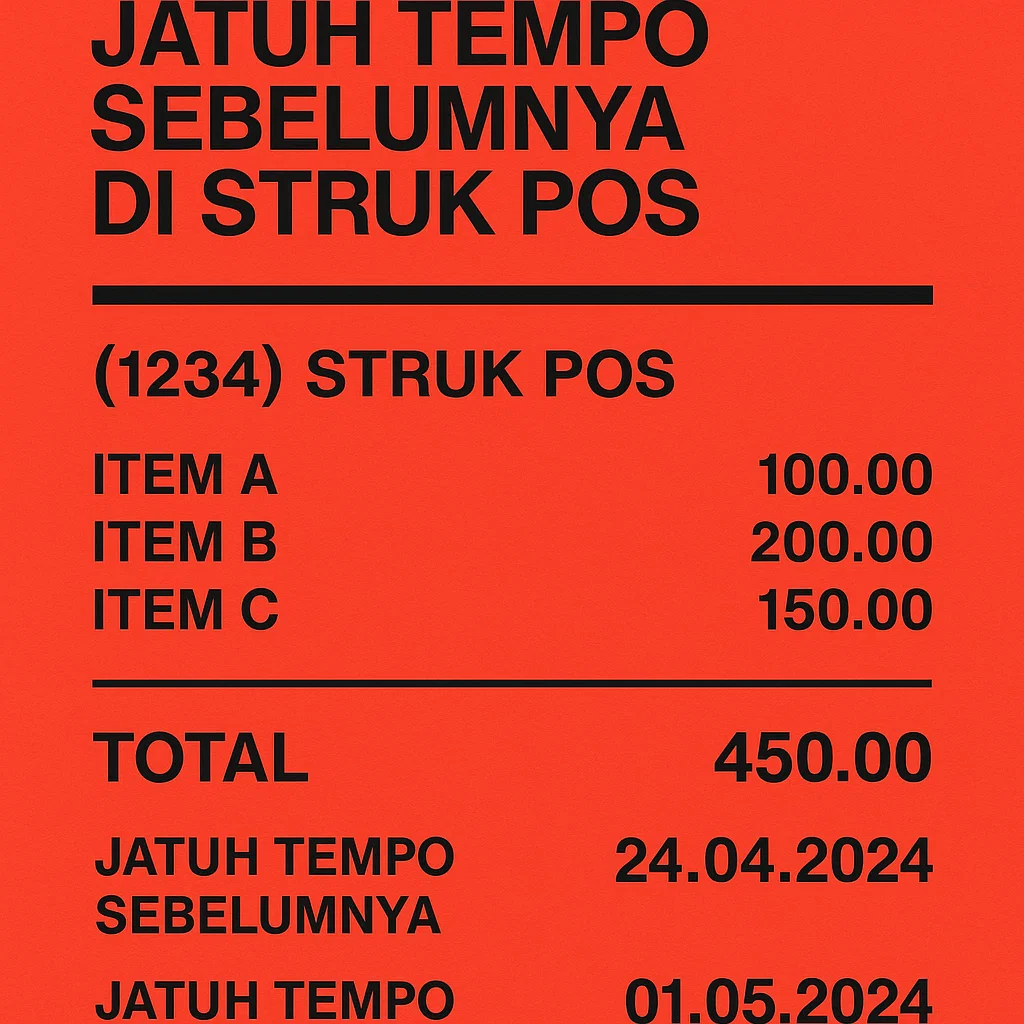 JATUH TEMPO
SEBELUMNYA
DI STRUK POS
(1234) STRUK POS
ITEM A 100.00
ITEM B 200.00
ITEM C 150.00
TOTAL 450.00
JATUH TEMPO 24.04.2024
SEBELUMNYA
JATUH TEMPO 01.05.2024